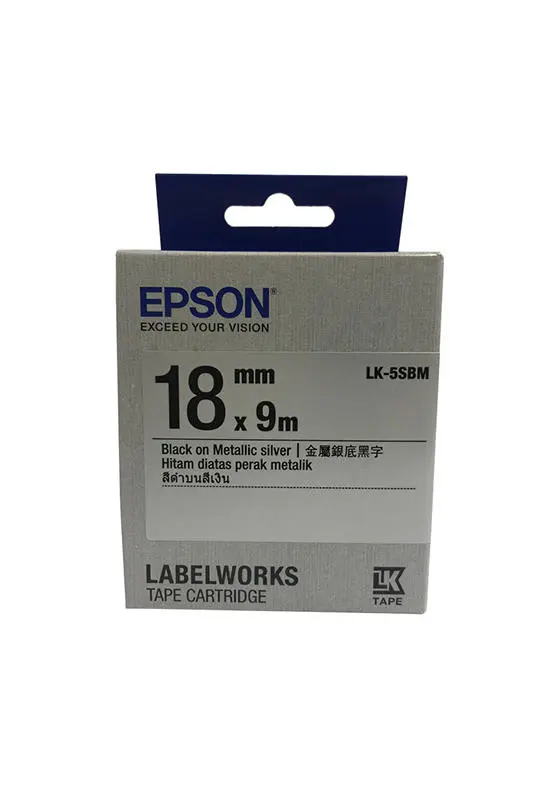 EPSON®
EXCEED YOUR VISION
18 mm x 9m
LK-5SBM
Black on Metallic silver | 金屬銀底黑字
Hitam diatas perak metalik
สีดำบนสีเงิน
LABELWORKS
TAPE CARTRIDGE
LK
TAPE